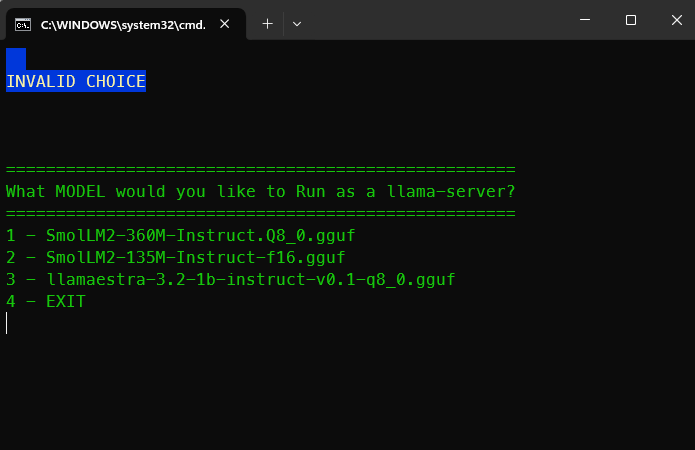 C:\WINDOWS\system32\cmd.
INVALID CHOICE
===================================================
What MODEL would you like to Run as a llama-server?
===================================================
1 - SmolLM2-360M-Instruct.Q8_0.gguf
2 - SmolLM2-135M-Instruct-f16.gguf
3 - llamaestra-3.2-1b-instruct-v0.1-q8_0.gguf
4 - EXIT